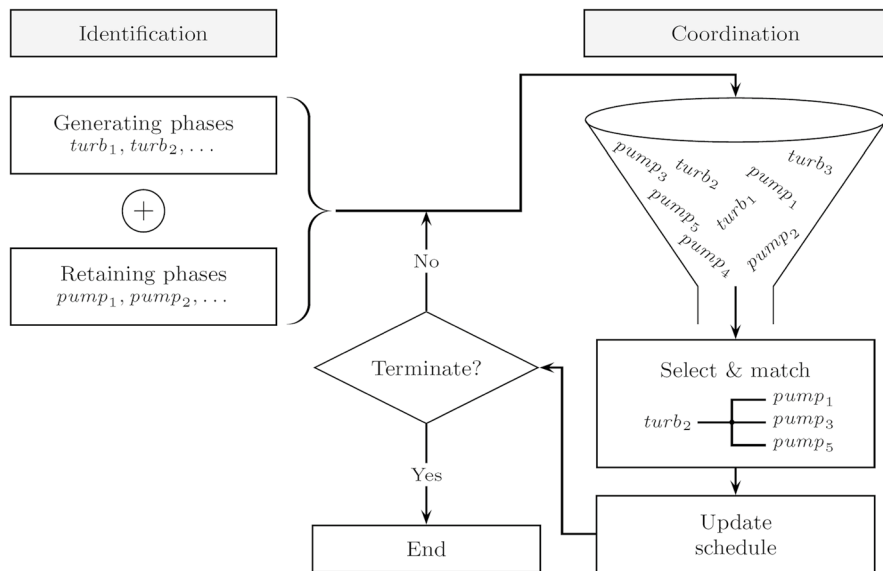 Identification
Generating phases
turb₁, turb₂, . . .
+
Retaining phases
pump₁, pump₂, . . .
Coordination
pump₃
turb₂
turb₃
pump₁
pump₅
turb₁
pump₄
pump₂
Select & match
turb₂
pump₁
pump₃
pump₅
Update
schedule
Terminate?
No
Yes
End